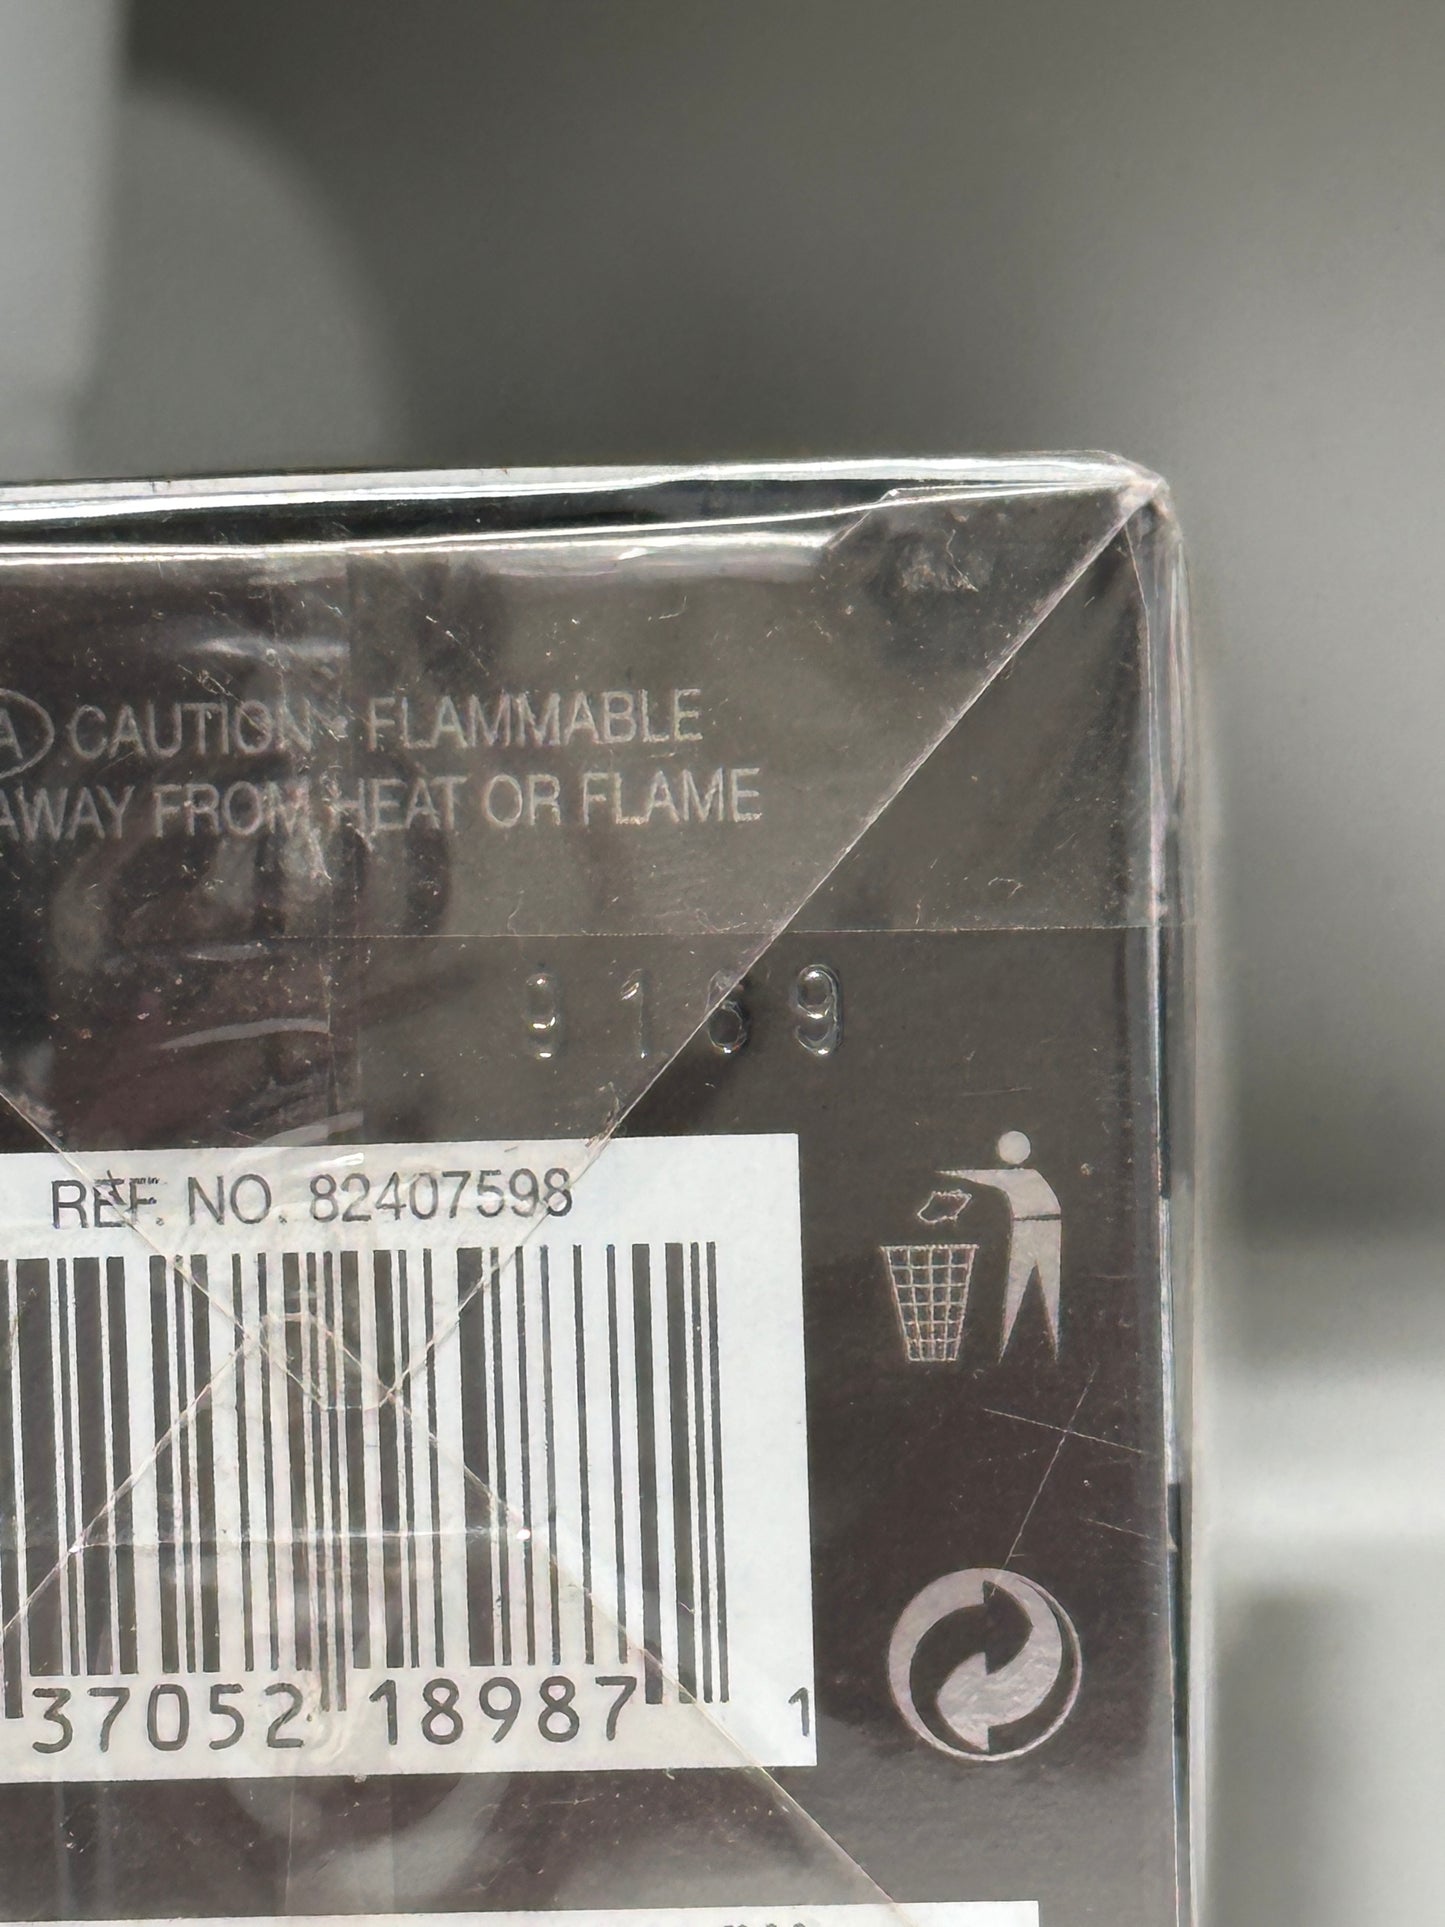 A CAUTION - FLAMMABLE
AWAY FROM HEAT OR FLAME
9169
REF. NO. 82407598
37052 18987 1